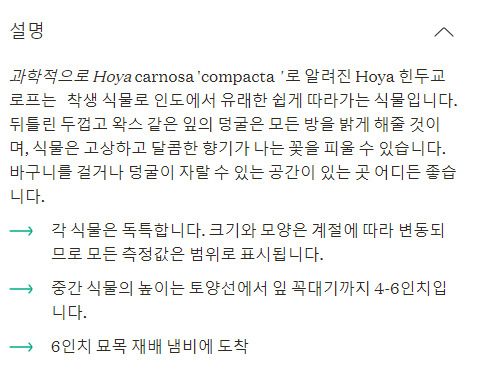 설명
과학적으로 Hoya carnosa 'compacta ' 로 알려진 Hoya 힌두교
로프는 착생 식물로 인도에서 유래한 쉽게 따라가는 식물입니다.
뒤틀린 두껍고 왁스 같은 잎의 덩굴은 모든 방을 밝게 해줄 것이
며, 식물은 고상하고 달콤한 향기가 나는 꽃을 피울 수 있습니다.
바구니를 걸거나 덩굴이 자랄 수 있는 공간이 있는 곳 어디든 좋습
니다.
각 식물은 독특합니다. 크기와 모양은 계절에 따라 변동되
므로 모든 측정값은 범위로 표시됩니다.
중간 식물의 높이는 토양선에서 잎 꼭대기까지 4-6인치입
니다.
6인치 묘목 재배 냄비에 도착